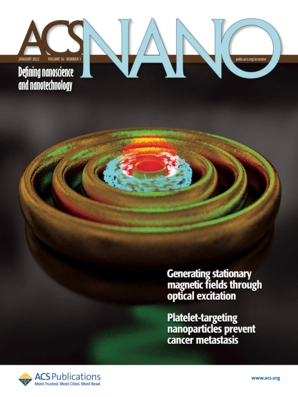 ACS NANO
JANUARY 2022 VOLUME 16 NUMBER 1
pubs.acs.org/acsnano
Defining nanoscience
and nanotechnology
Generating stationary
magnetic fields through
optical excitation
Platelet-targeting
nanoparticles prevent
cancer metastasis
ACS Publications
Most Trusted. Most Cited. Most Read.
www.acs.org